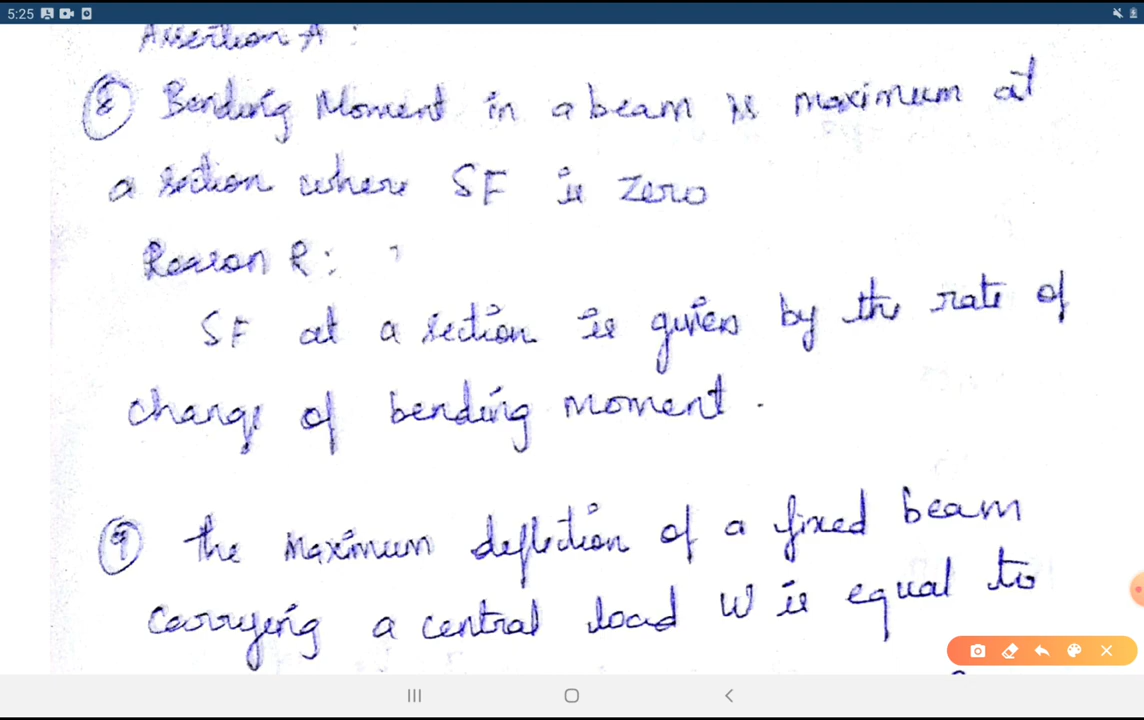 5:25
Assertion A :
8 Bending Moment in a beam is maximum at
a section where SF is zero
Reason R :
SF at a section is given by the rate of
change of bending moment .
9 the maximum deflection of a fixed beam
carrying a central load W is equal to